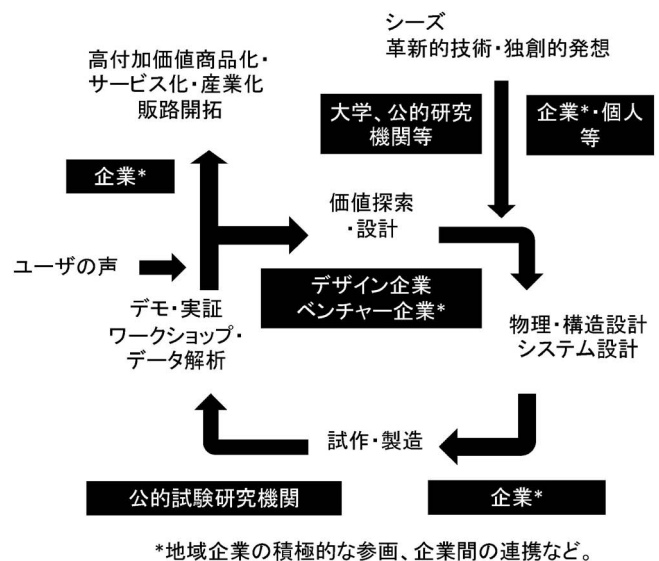 シーズ
革新的技術・独創的発想
高付加価値商品化・
サービス化・産業化
販路開拓
大学、公的研究
機関等
企業*・個人
等
企業*
価値探索
・設計
ユーザの声
デザイン企業
ベンチャー企業*
デモ・実証
ワークショップ・
データ解析
物理・構造設計
システム設計
試作・製造
公的試験研究機関
企業*
*地域企業の積極的な参画、企業間の連携など。